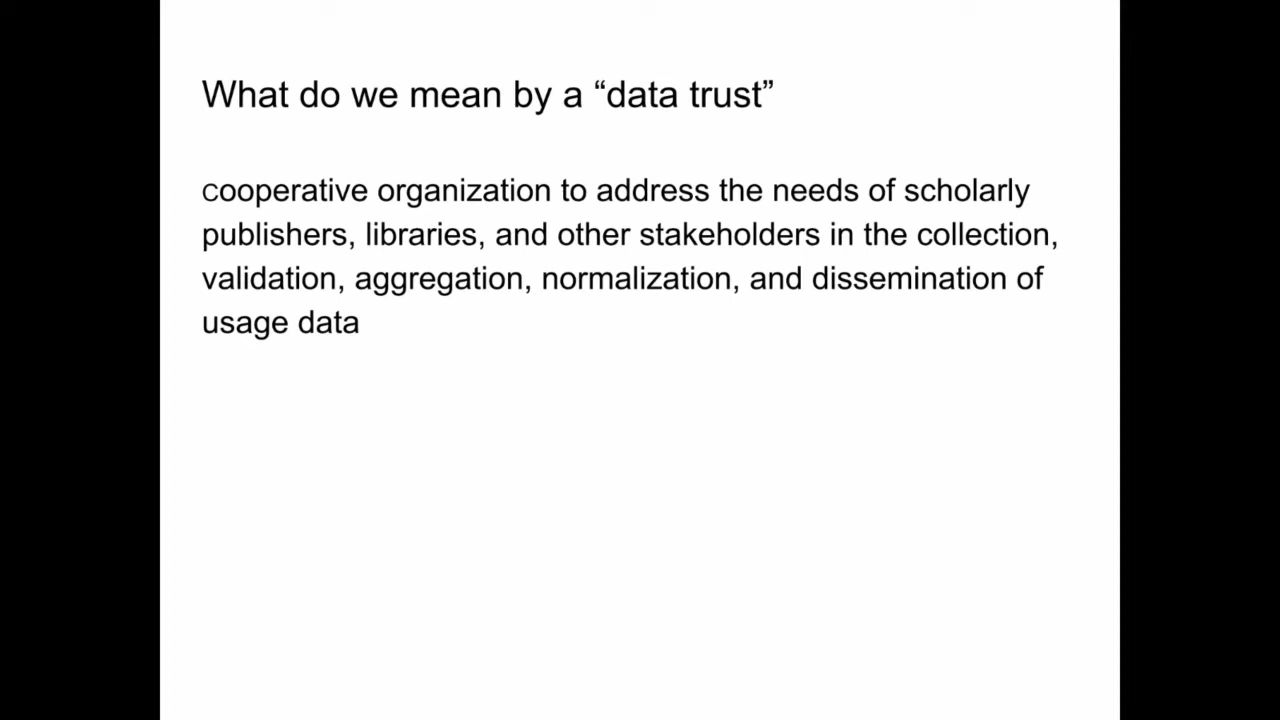 What do we mean by a “data trust”
cooperative organization to address the needs of scholarly
publishers, libraries, and other stakeholders in the collection,
validation, aggregation, normalization, and dissemination of
usage data